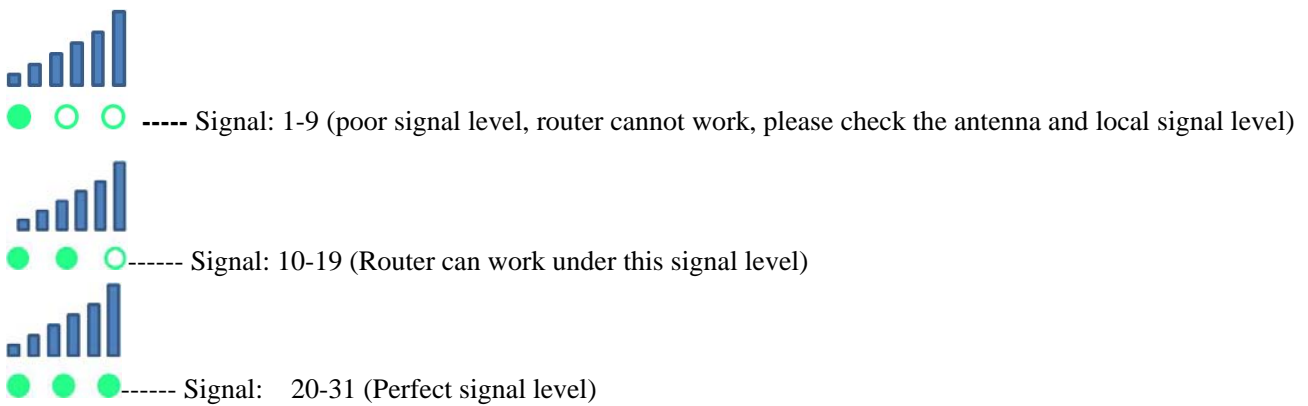 ----- Signal: 1-9 (poor signal level, router cannot work, please check the antenna and local signal level)
------ Signal: 10-19 (Router can work under this signal level)
------ Signal: 20-31 (Perfect signal level)